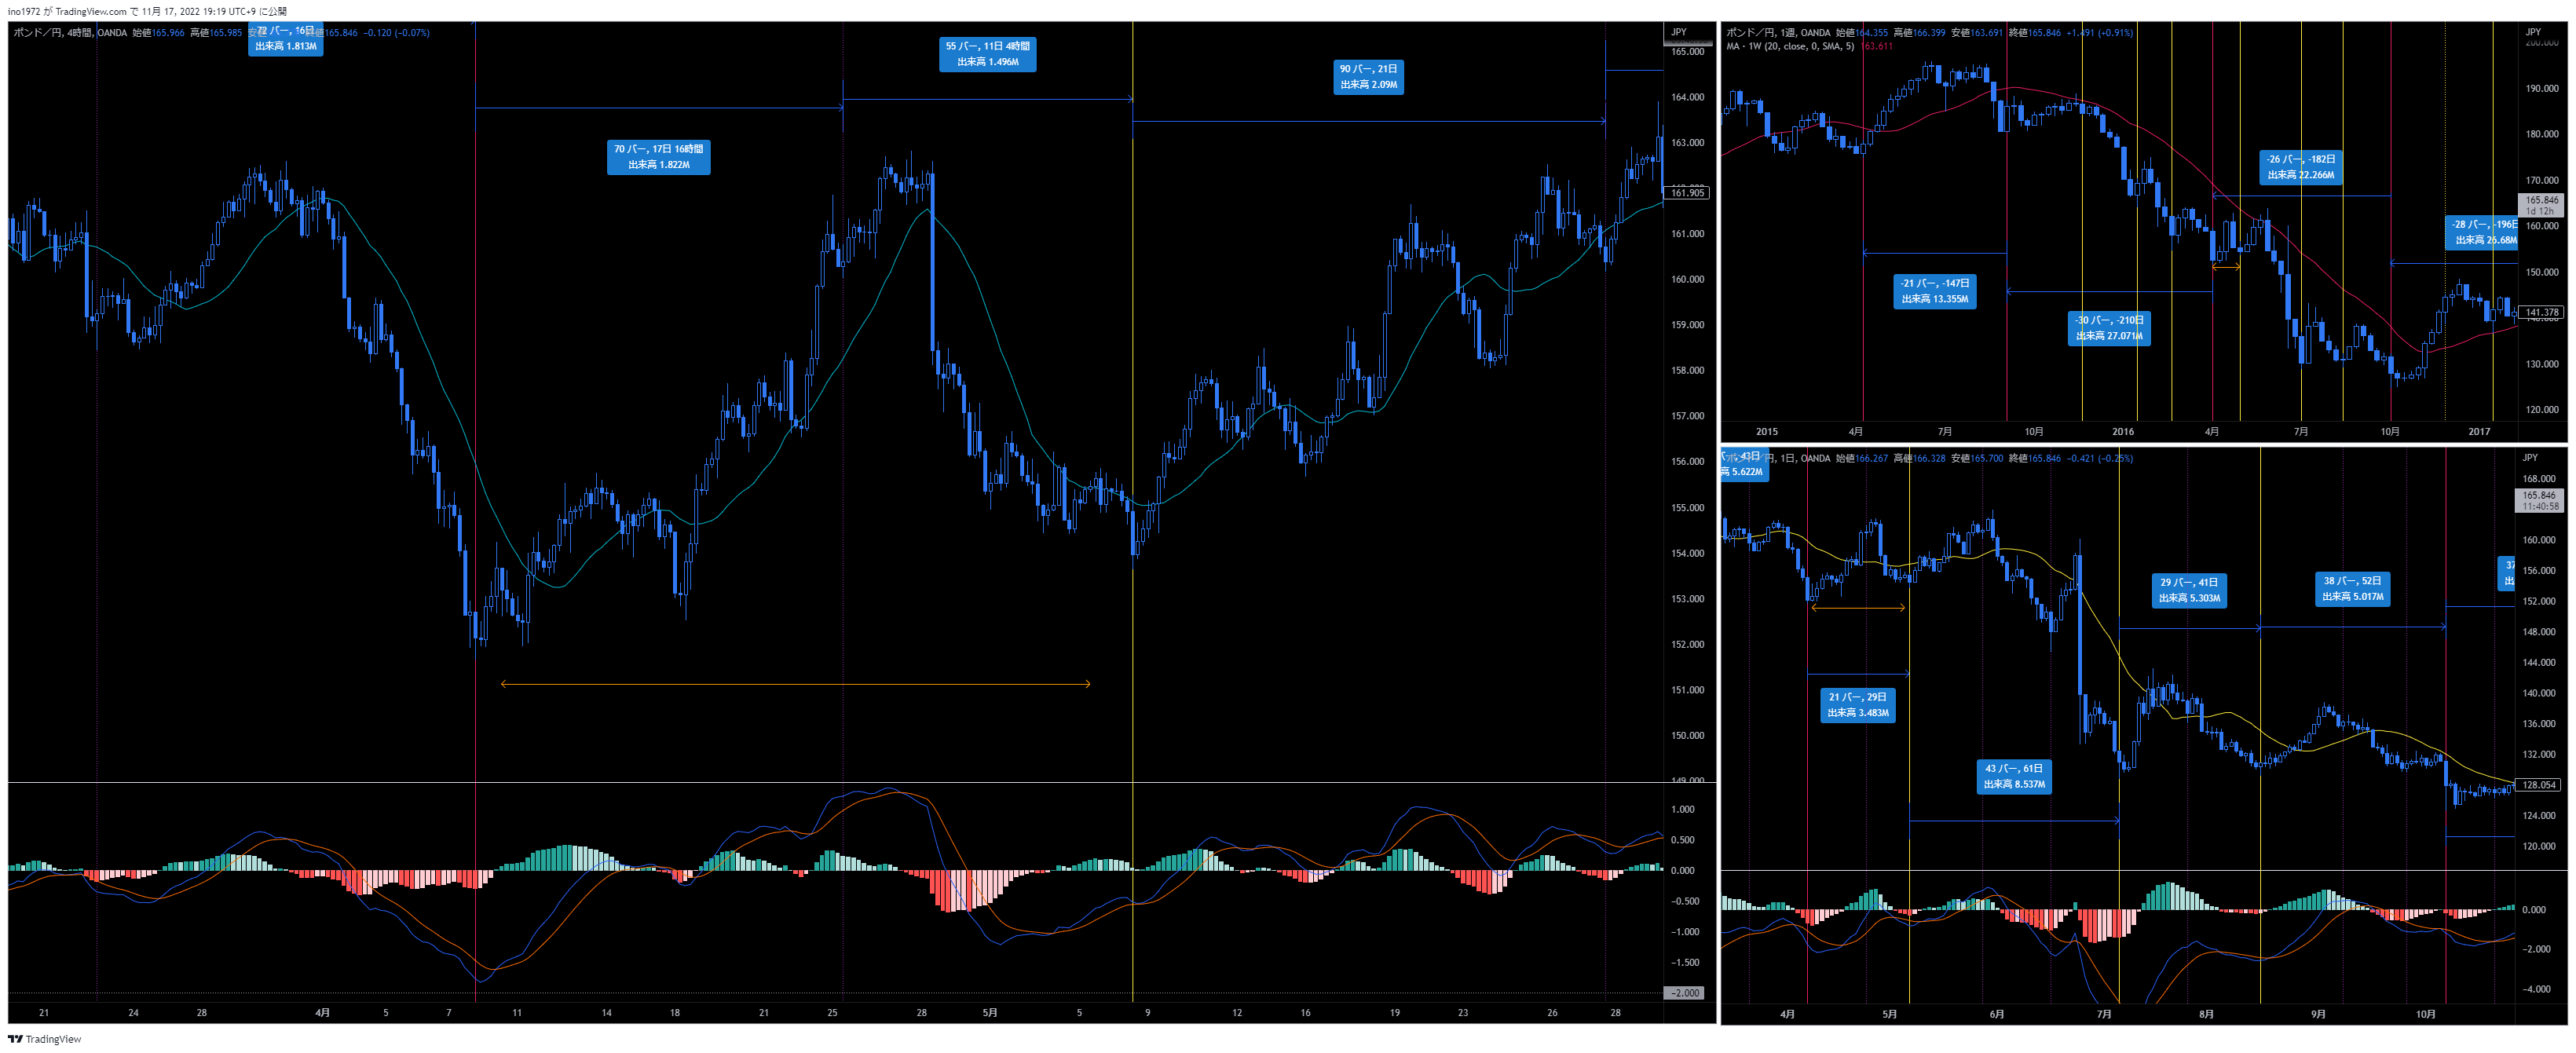 ino1972 が TradingView.com で 11月 17, 2022 19:19 UTC+9 に公開
ポンド／円, 4時間, OANDA 始値165.966 高値165.985 終値165.846 −0.120 (−0.07%)
72 バー, 16日
出来高 1.813M
70 バー, 17日 16時間
出来高 1.822M
55 バー, 11日 4時間
出来高 1.496M
90 バー, 21日
出来高 2.09M
JPY
165.000
164.000
163.000
161.905
161.000
160.000
159.000
158.000
157.000
156.000
155.000
154.000
153.000
152.000
151.000
150.000
149.000
1.000
0.500
0.000
−0.500
−1.000
−1.500
−2.000
21
24
28
4月
5
7
11
14
18
21
25
28
5月
5
9
12
16
19
23
26
28
ポンド／円, 1週, OANDA 始値164.355 高値166.399 安値163.691 終値165.846 +1.491 (+0.91%)
MA · 1W (20, close, 0, SMA, 5) 163.611
-21 バー, -147日
出来高 13.355M
-30 バー, -210日
出来高 27.071M
-26 バー, -182日
出来高 22.266M
-28 バー, -196日
出来高 26.68M
JPY
200.000
190.000
180.000
170.000
165.846
1d 12h
160.000
150.000
141.378
130.000
120.000
2015
4月
7月
10月
2016
4月
7月
10月
2017
ポンド／円, 1日, OANDA 始値166.267 高値166.328 安値165.700 終値165.846 −0.421 (−0.25%)
高 5.622M
21 バー, 29日
出来高 3.483M
43 バー, 61日
出来高 8.537M
29 バー, 41日
出来高 5.303M
38 バー, 52日
出来高 5.017M
37
出
JPY
168.000
165.846
11:40:58
160.000
156.000
152.000
148.000
144.000
140.000
136.000
132.000
128.054
124.000
120.000
0.000
−2.000
−4.000
4月
5月
6月
7月
8月
9月
10月
TradingView